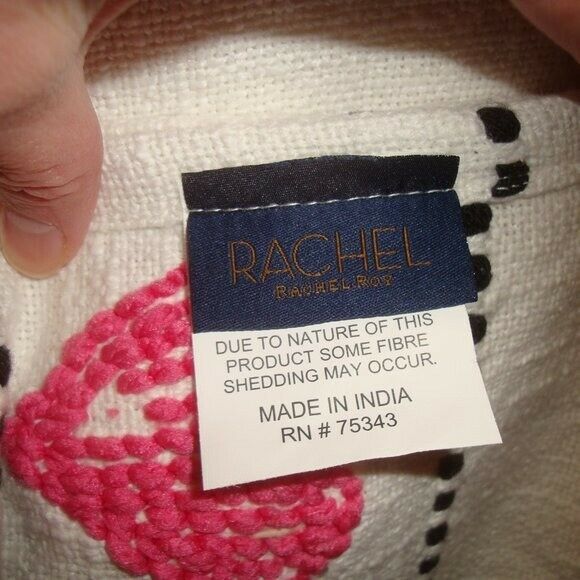 RACHEL
RACHEL ROY
DUE TO NATURE OF THIS
PRODUCT SOME FIBRE
SHEDDING MAY OCCUR.
MADE IN INDIA
RN # 75343